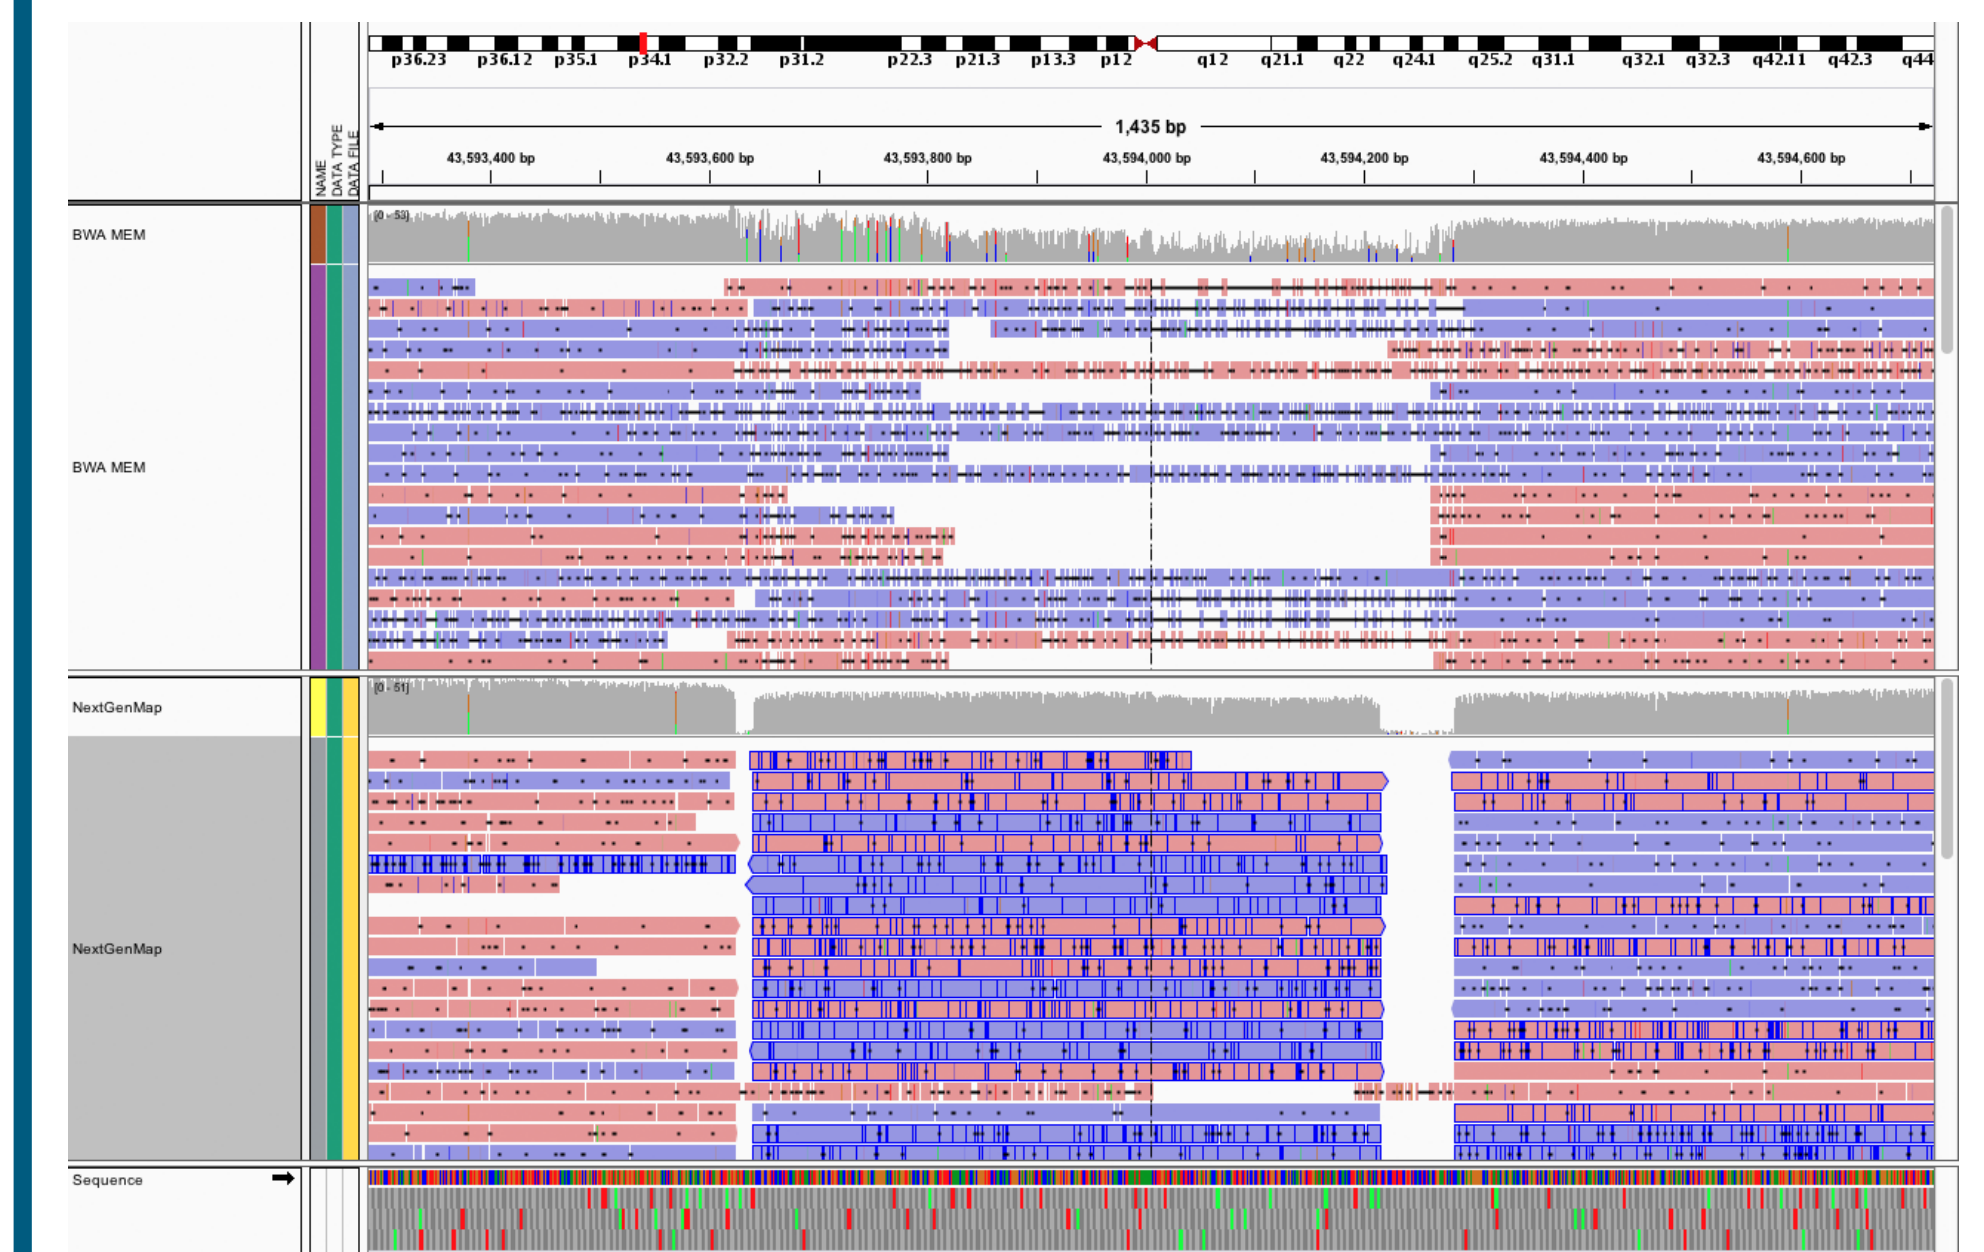 p36.23 p36.12 p35.1 p34.1 p32.2 p31.2 p22.3 p21.3 p13.3 p12 q12 q21.1 q22 q24.1 q25.2 q31.1 q32.1 q32.3 q42.11 q42.3 q44
1,435 bp
43,593,400 bp 43,593,600 bp 43,593,800 bp 43,594,000 bp 43,594,200 bp 43,594,400 bp 43,594,600 bp
NAME
DATA TYPE
DATA FILE
[0 - 53]
BWA MEM
BWA MEM
[0 - 51]
NextGenMap
NextGenMap
Sequence